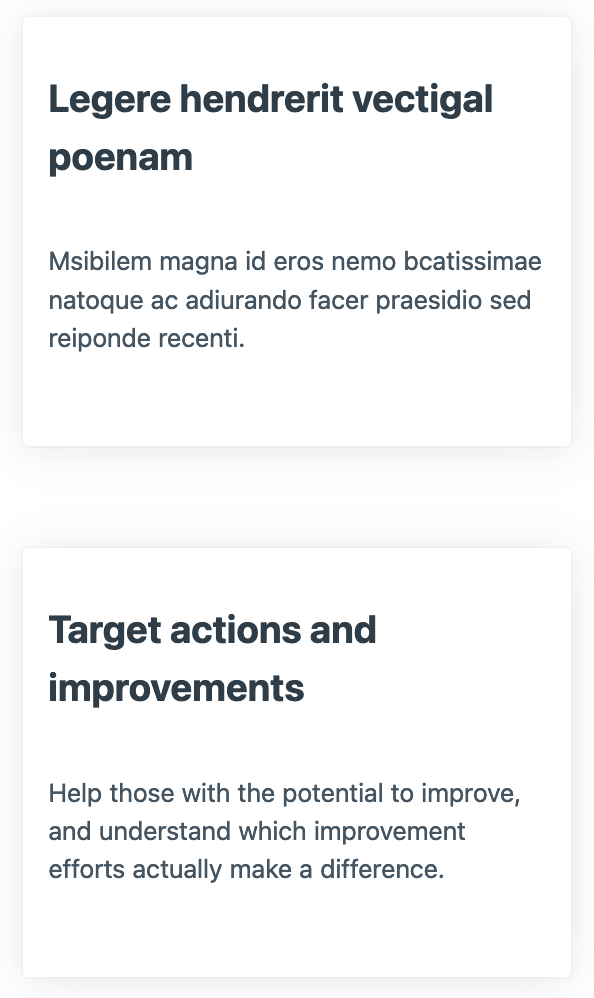 Legere hendrerit vectigal
poenam
Msibilem magna id eros nemo bcatissimae
natoque ac adiurando facer praesidio sed
reiponde recenti.
Target actions and
improvements
Help those with the potential to improve,
and understand which improvement
efforts actually make a difference.